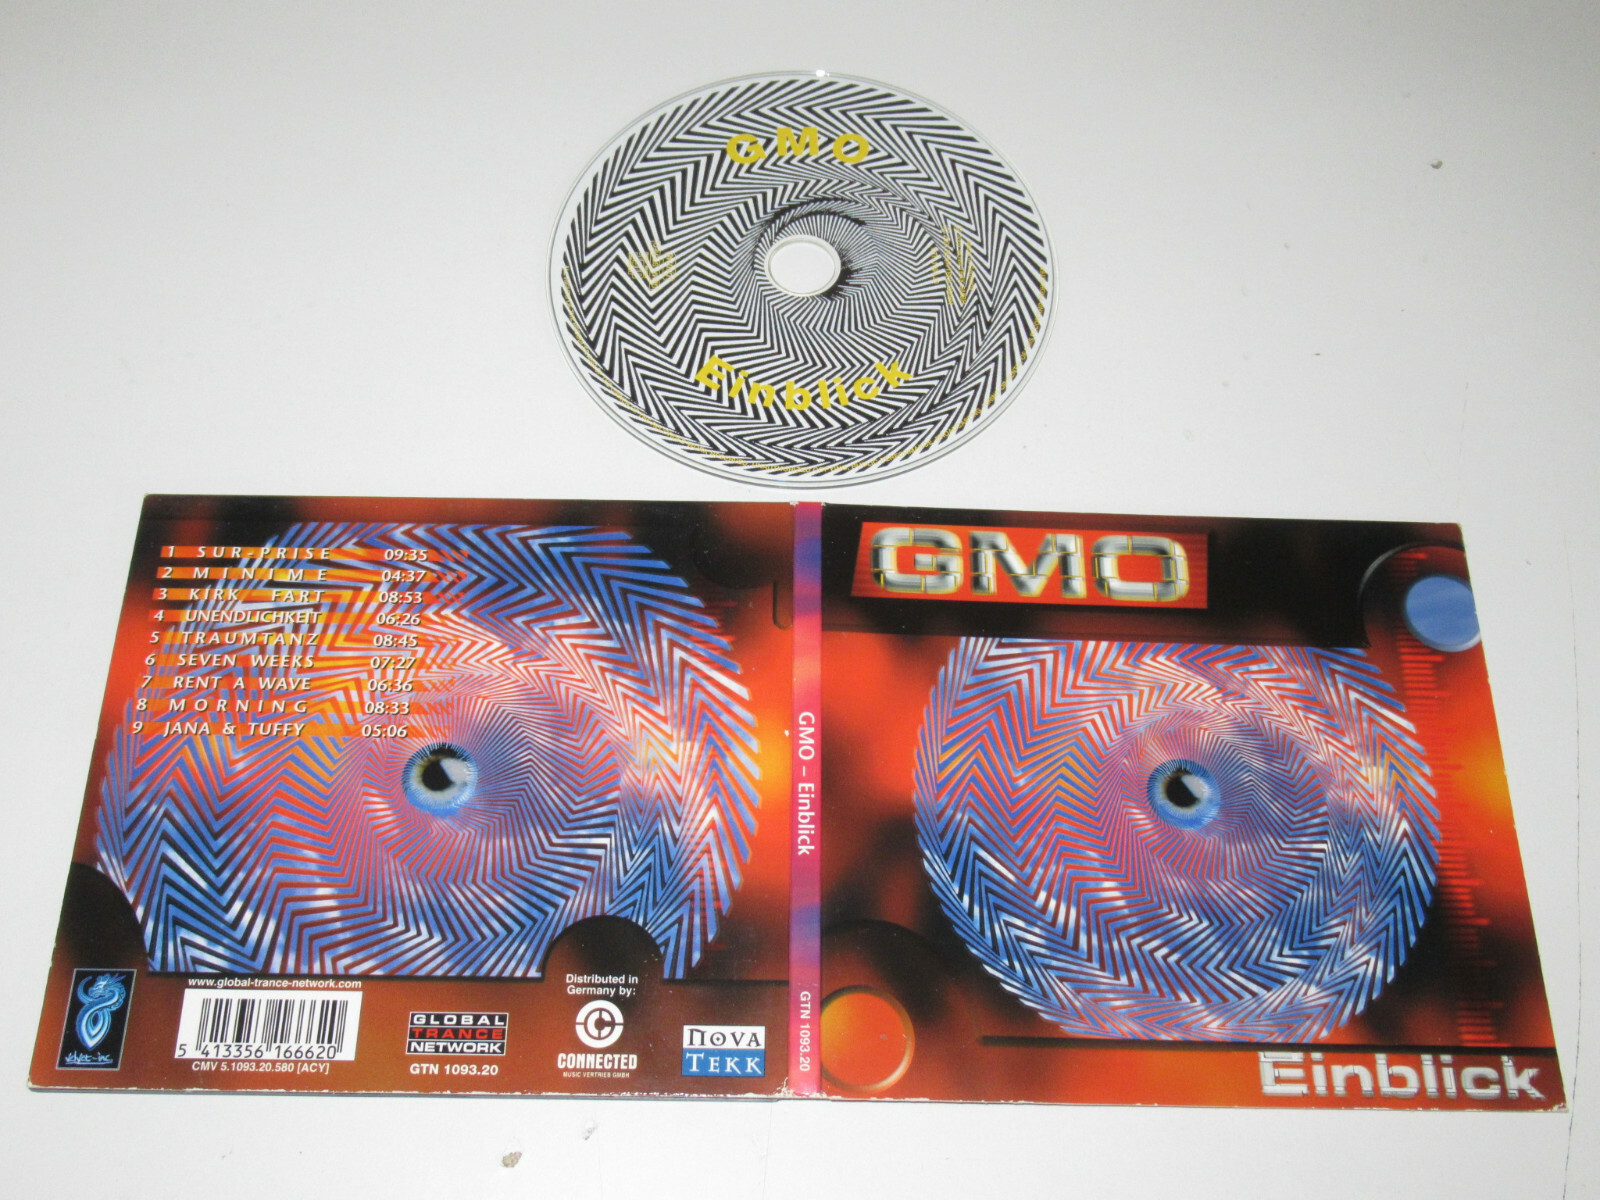 GMO
Einblick
1 SUR-PRISE 09:35
2 MINIME 04:37
3 KIRK FART 08:53
4 UNENDLICHKEIT 06:26
5 TRAUMTANZ 08:45
6 SEVEN WEEKS 07:27
7 RENT A WAVE 06:36
8 MORNING 08:33
9 JANA & TUFFY 05:06
www.global-trance-network.com
5 413356 166620
CMV 5.1093.20.580 [ACY]
GLOBAL
TRANCE
NETWORK
GTN 1093.20
Distributed in
Germany by:
CONNECTED
MUSIC VERTRIEB GMBH
NOVA
TEKK
GMO – Einblick
GTN 1093.20
GMO
Einblick